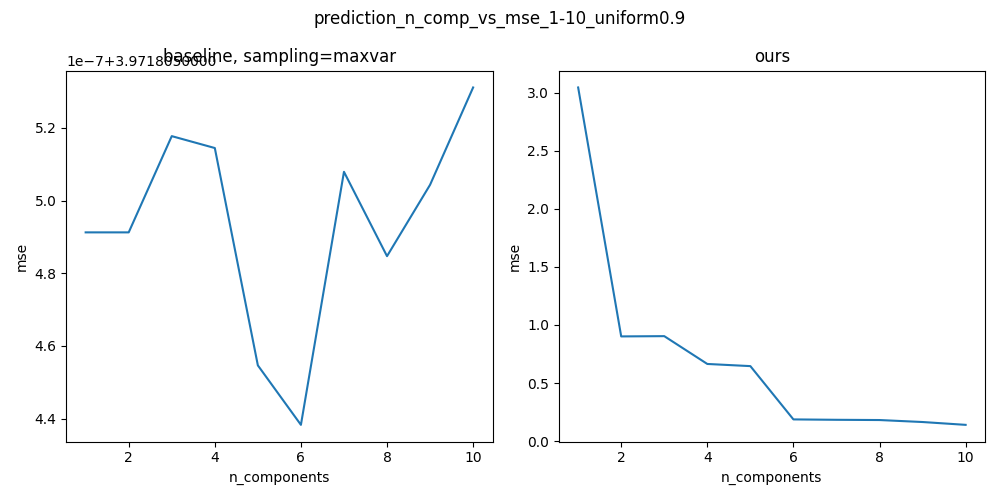 prediction_n_comp_vs_mse_1-10_uniform0.9
baseline, sampling=maxvar
1e-7+3.9718050000
5.2
5.0
4.8
4.6
4.4
mse
2 4 6 8 10
n_components
ours
3.0
2.5
2.0
1.5
1.0
0.5
0.0
mse
2 4 6 8 10
n_components